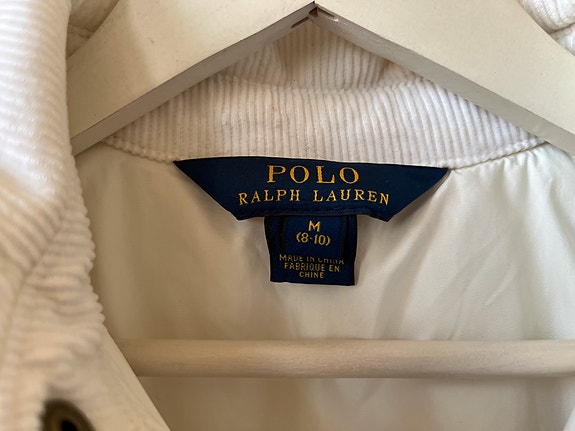 POLO
RALPH LAUREN
M
(8-10)
MADE IN CHINA
FABRIQUE EN
CHINE